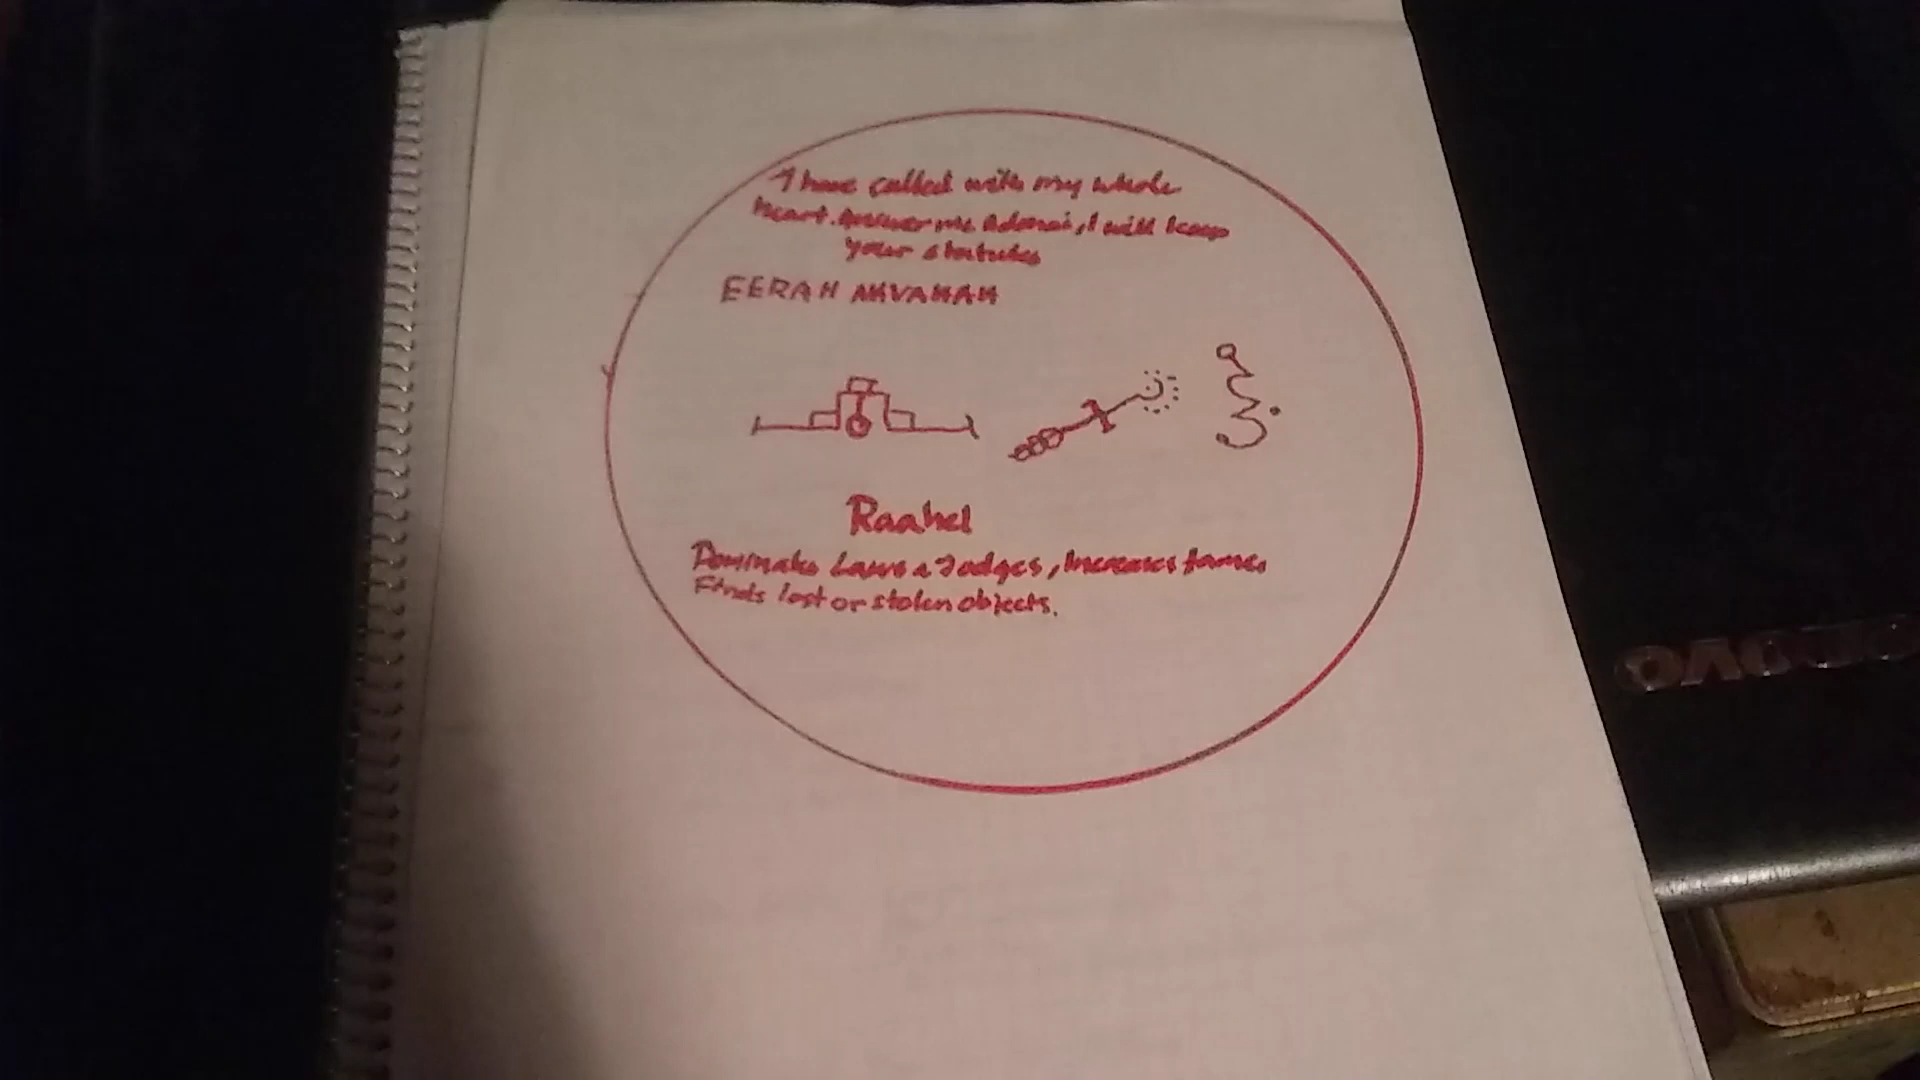 I have called with my whole
heart. Answer me Adonai, I will keep
your statutes
EERAH AHVAHAH
Raahel
Dominates Laws & Judges, Increases fame,
Finds lost or stolen objects.
lenovo